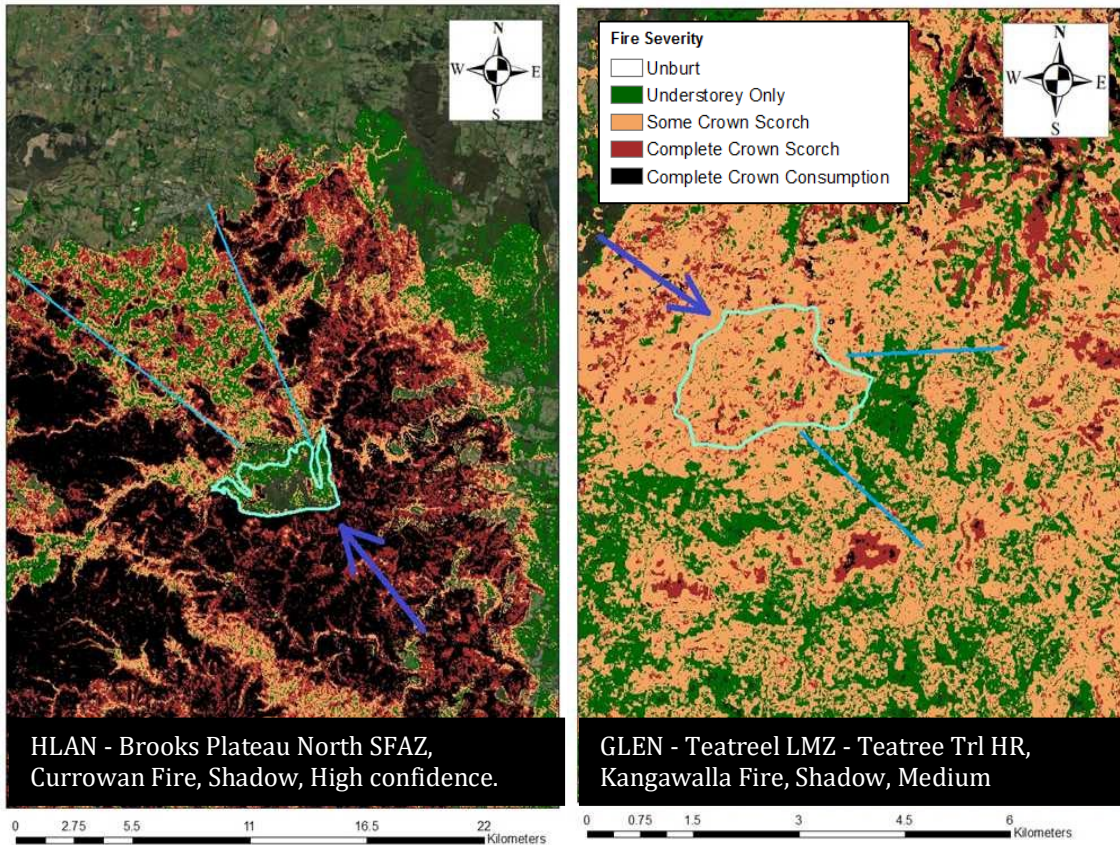 N
W E
S
HLAN - Brooks Plateau North SFAZ,
Currowan Fire, Shadow, High confidence.
0 2.75 5.5 11 16.5 22
Kilometers
Fire Severity
Unburt
Understorey Only
Some Crown Scorch
Complete Crown Scorch
Complete Crown Consumption
N
W E
S
GLEN - Teatreel LMZ - Teatree Trl HR,
Kangawalla Fire, Shadow, Medium
0 0.75 1.5 3 4.5 6
Kilometers